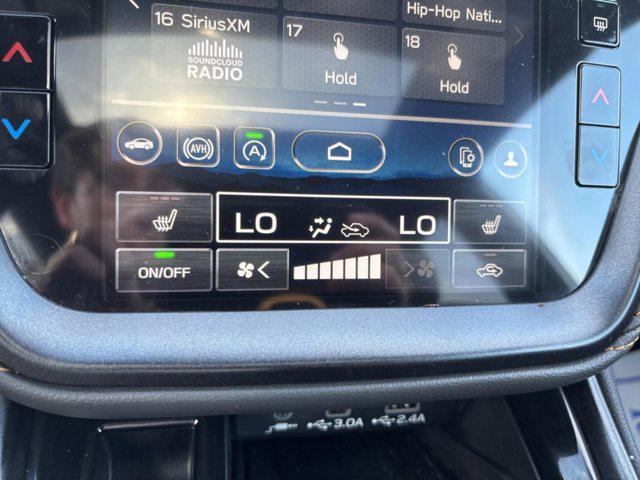 Hip-Hop Nati...
16 SiriusXM
17
18
SOUNDCLOUD
RADIO
Hold
Hold
AVH
A
LO
LO
ON/OFF
3.0A
2.4A